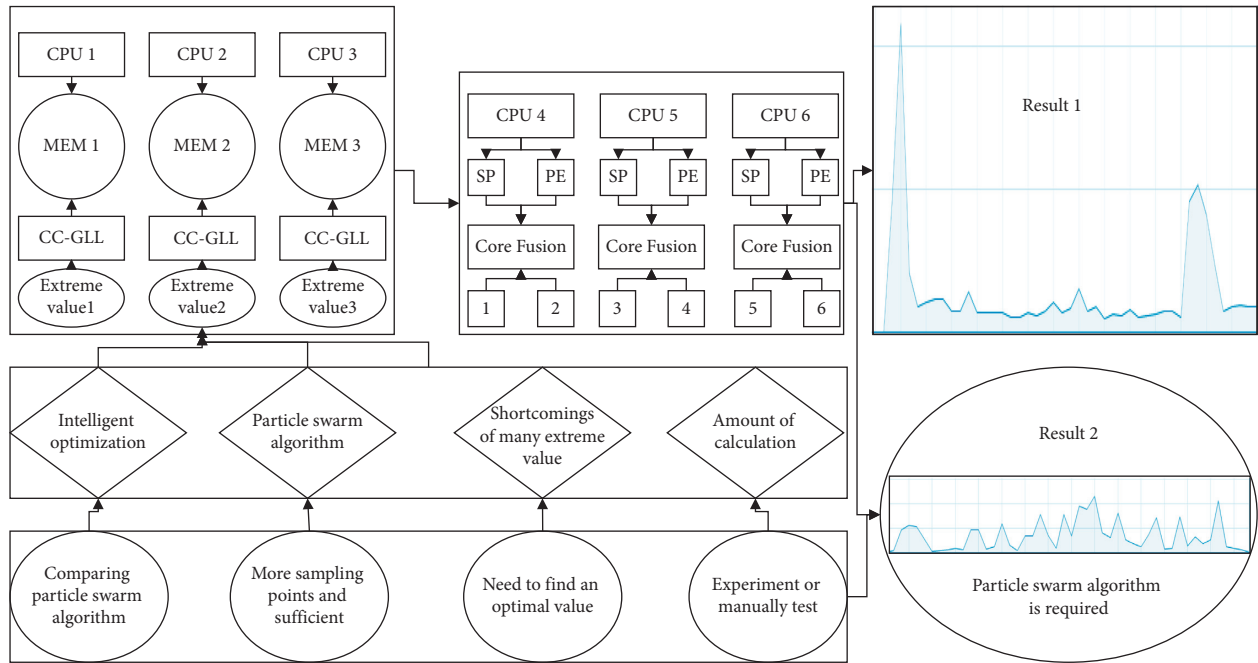 CPU 1
CPU 2
CPU 3
MEM 1
MEM 2
MEM 3
CC-GLL
CC-GLL
CC-GLL
Extreme
value1
Extreme
value2
Extreme
value3
CPU 4
CPU 5
CPU 6
SP
PE
SP
PE
SP
PE
Core Fusion
Core Fusion
Core Fusion
1
2
3
4
5
6
Result 1
Intelligent
optimization
Particle swarm
algorithm
Shortcomings
of many extreme
value
Amount of
calculation
Comparing
particle swarm
algorithm
More sampling
points and
sufficient
Need to find an
optimal value
Experiment or
manually test
Result 2
Particle swarm algorithm
is required